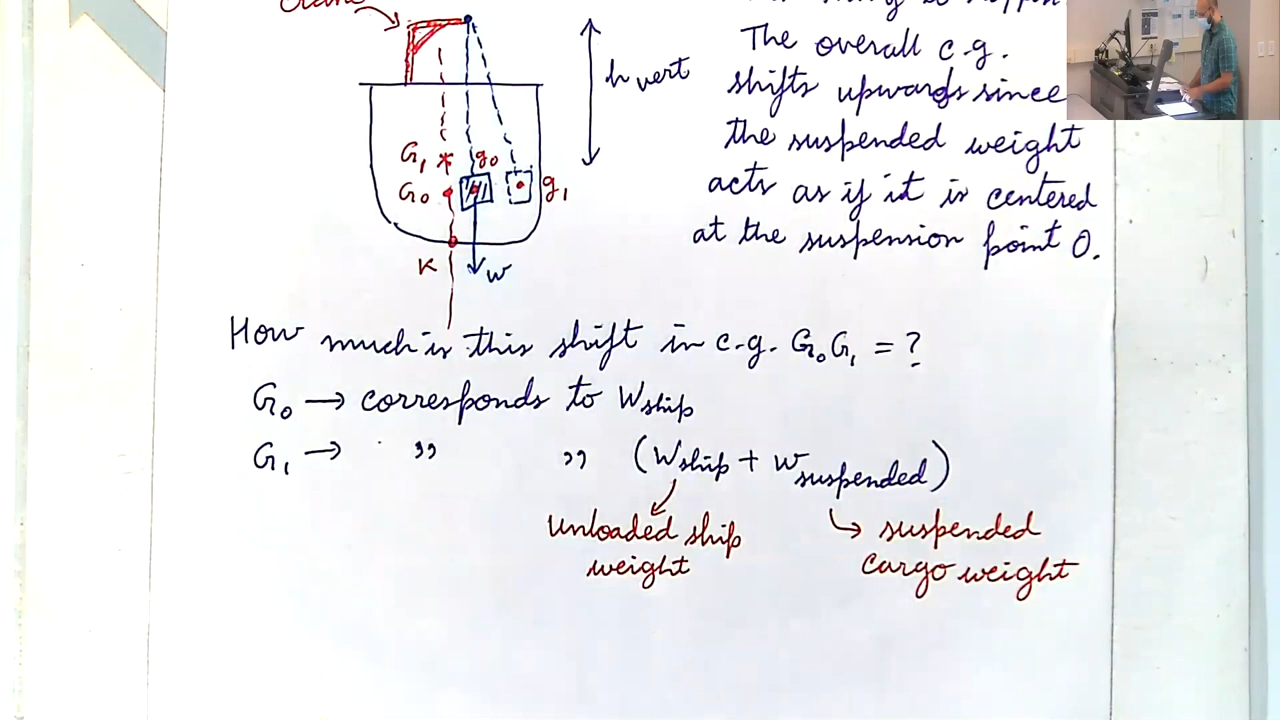 Crane
The overall c.g.
shifts upwards since
the suspended weight
acts as if it is centered
at the suspension point O.
h vert
G₁ g₀
G₀ g₁
K w
How much is this shift in c.g. G₀G₁ = ?
G₀ → corresponds to Wship
G₁ → " " (Wship + wsuspended)
unloaded ship
weight
suspended
cargo weight